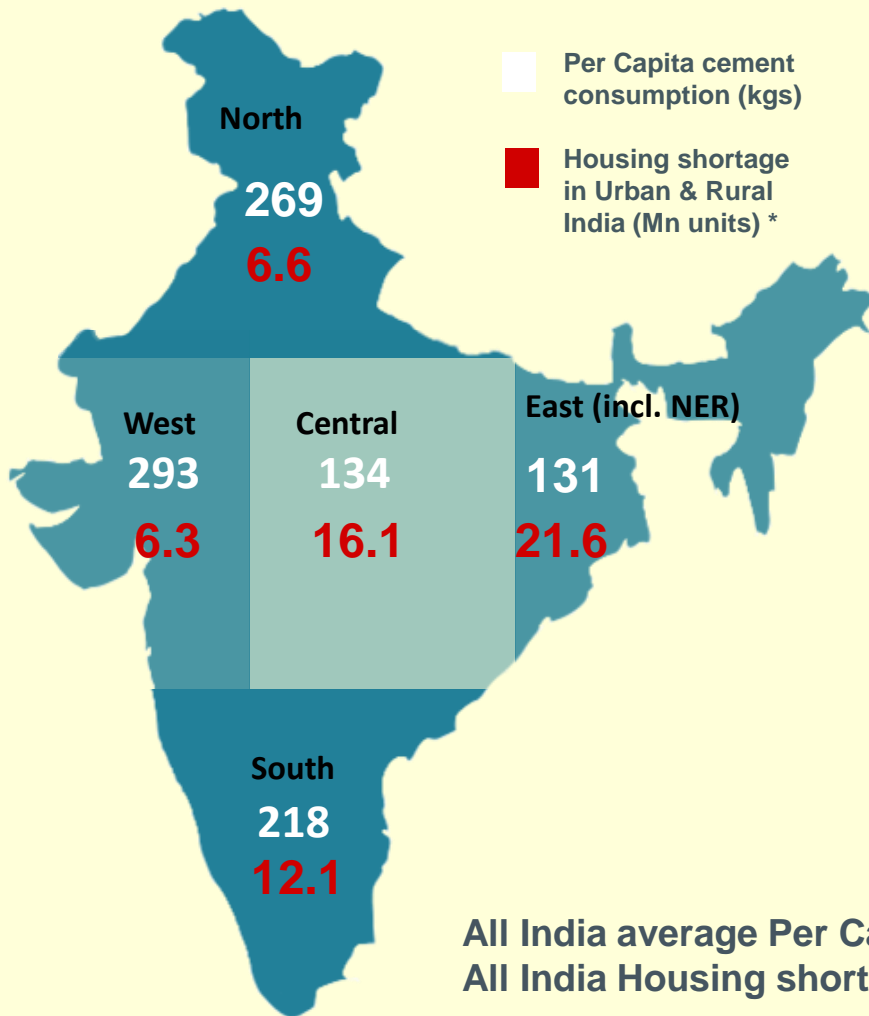 Per Capita cement
consumption (kgs)
Housing shortage
in Urban & Rural
India (Mn units) *
North
269
6.6
West
293
6.3
Central
134
16.1
East (incl. NER)
131
21.6
South
218
12.1
All India average Per
All India Housing